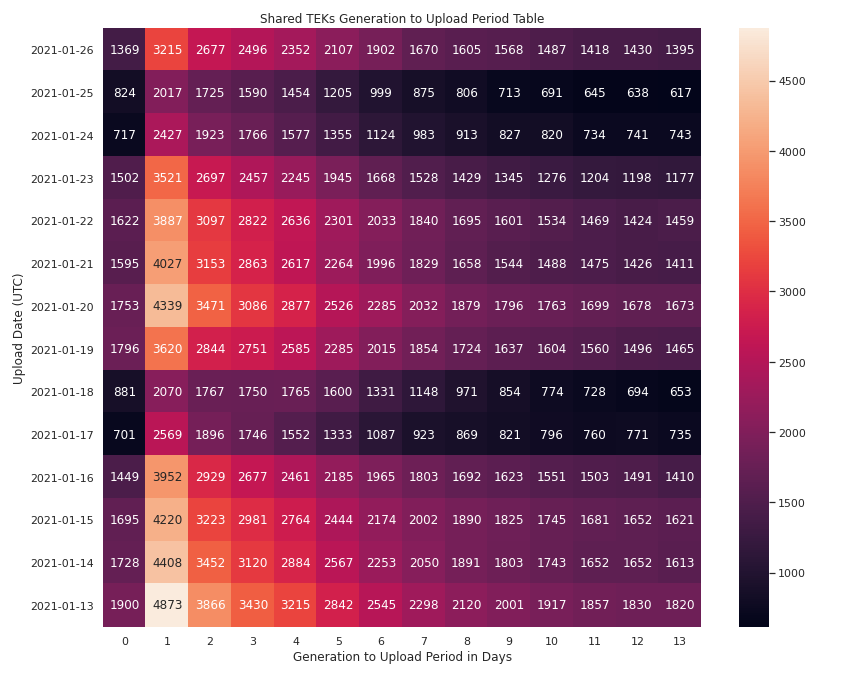 Shared TEKs Generation to Upload Period Table
2021-01-26 1369 3215 2677 2496 2352 2107 1902 1670 1605 1568 1487 1418 1430 1395
2021-01-25 824 2017 1725 1590 1454 1205 999 875 806 713 691 645 638 617
2021-01-24 717 2427 1923 1766 1577 1355 1124 983 913 827 820 734 741 743
2021-01-23 1502 3521 2697 2457 2245 1945 1668 1528 1429 1345 1276 1204 1198 1177
2021-01-22 1622 3887 3097 2822 2636 2301 2033 1840 1695 1601 1534 1469 1424 1459
2021-01-21 1595 4027 3153 2863 2617 2264 1996 1829 1658 1544 1488 1475 1426 1411
2021-01-20 1753 4339 3471 3086 2877 2526 2285 2032 1879 1796 1763 1699 1678 1673
2021-01-19 1796 3620 2844 2751 2585 2285 2015 1854 1724 1637 1604 1560 1496 1465
2021-01-18 881 2070 1767 1750 1765 1600 1331 1148 971 854 774 728 694 653
2021-01-17 701 2569 1896 1746 1552 1333 1087 923 869 821 796 760 771 735
2021-01-16 1449 3952 2929 2677 2461 2185 1965 1803 1692 1623 1551 1503 1491 1410
2021-01-15 1695 4220 3223 2981 2764 2444 2174 2002 1890 1825 1745 1681 1652 1621
2021-01-14 1728 4408 3452 3120 2884 2567 2253 2050 1891 1803 1743 1652 1652 1613
2021-01-13 1900 4873 3866 3430 3215 2842 2545 2298 2120 2001 1917 1857 1830 1820
0 1 2 3 4 5 6 7 8 9 10 11 12 13
Generation to Upload Period in Days
Upload Date (UTC)
4500
4000
3500
3000
2500
2000
1500
1000